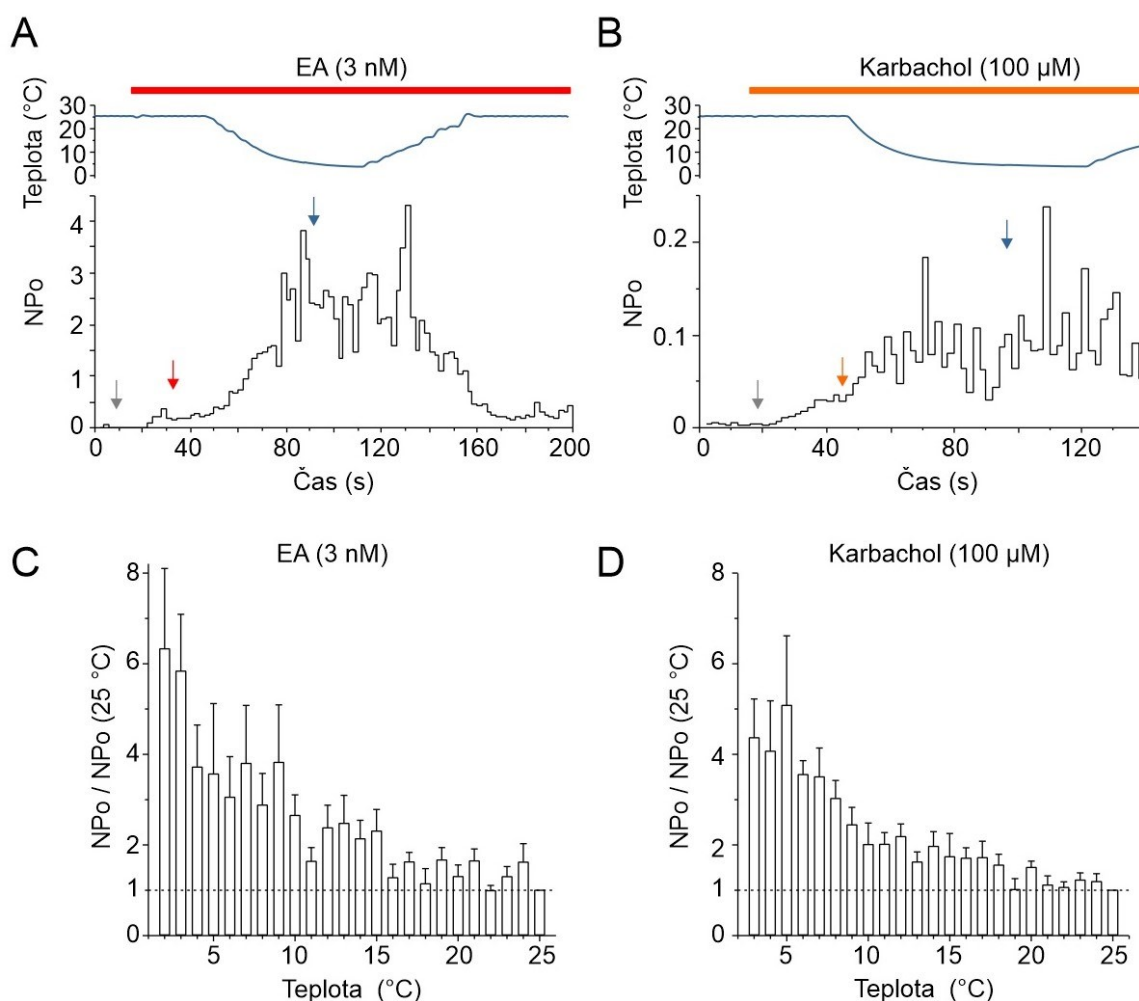 A
EA (3 nM)
Teplota (°C)
30
20
10
0
NPo
4
3
2
1
0
0 40 80 120 160 200
Čas (s)
B
Karbachol (100 µM)
Teplota (°C)
30
20
10
0
NPo
0.2
0.1
0
0 40 80 120
Čas (s)
C
EA (3 nM)
NPo / NPo (25 °C)
8
6
4
2
1
0
5 10 15 20 25
Teplota (°C)
D
Karbachol (100 µM)
NPo / NPo (25 °C)
8
6
4
2
1
0
5 10 15 20 25
Teplota (°C)